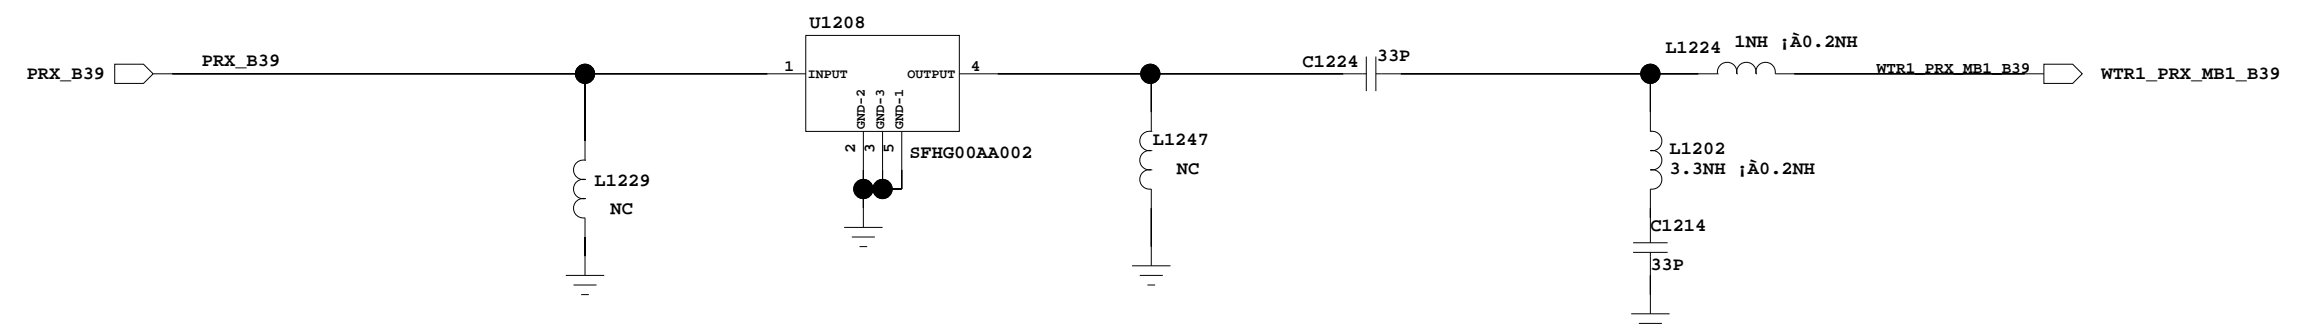 U1208
PRX_B39
PRX_B39
1
INPUT
OUTPUT
4
GND-2
GND-3
GND-1
2
3
5
SFHG00AA002
L1229
NC
L1247
NC
C1224
33P
L1224
1NH ¡À0.2NH
WTR1_PRX_MB1_B39
WTR1_PRX_MB1_B39
L1202
3.3NH ¡À0.2NH
C1214
33P